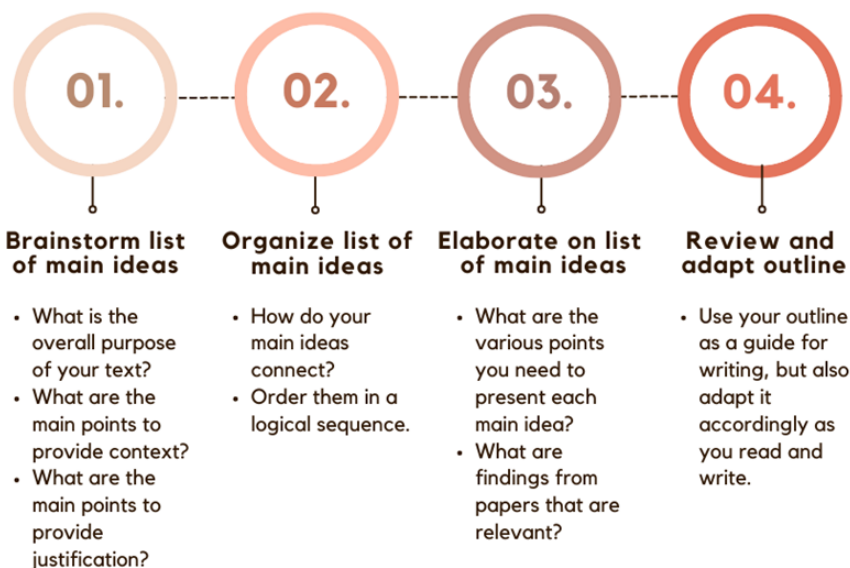 01.
02.
03.
04.
Brainstorm list
of main ideas
• What is the
overall purpose
of your text?
• What are the
main points to
provide context?
• What are the
main points to
provide
justification?
Organize list of
main ideas
• How do your
main ideas
connect?
• Order them in a
logical sequence.
Elaborate on list
of main ideas
• What are the
various points
you need to
present each
main idea?
• What are
findings from
papers that are
relevant?
Review and
adapt outline
• Use your outline
as a guide for
writing, but also
adapt it
accordingly as
you read and
write.